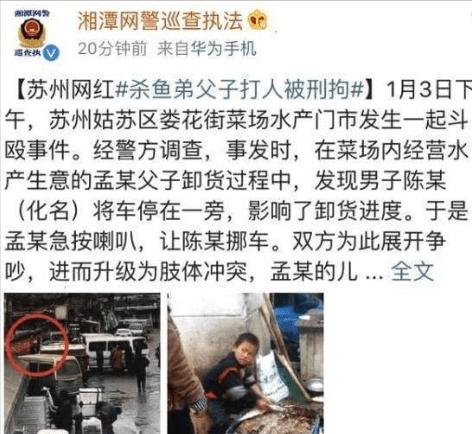 湘潭网警巡查执法
20分钟前 来自华为手机
【苏州网红#杀鱼弟父子打人被刑拘#】1月3日下
午，苏州姑苏区娄花街菜场水产门市发生一起斗
殴事件。经警方调查，事发时，在菜场内经营水
产生意的孟某父子卸货过程中，发现男子陈某
（化名）将车停在一旁，影响了卸货进度。于是
孟某急按喇叭，让陈某挪车。双方为此展开争
吵，进而升级为肢体冲突，孟某的儿 ... 全文